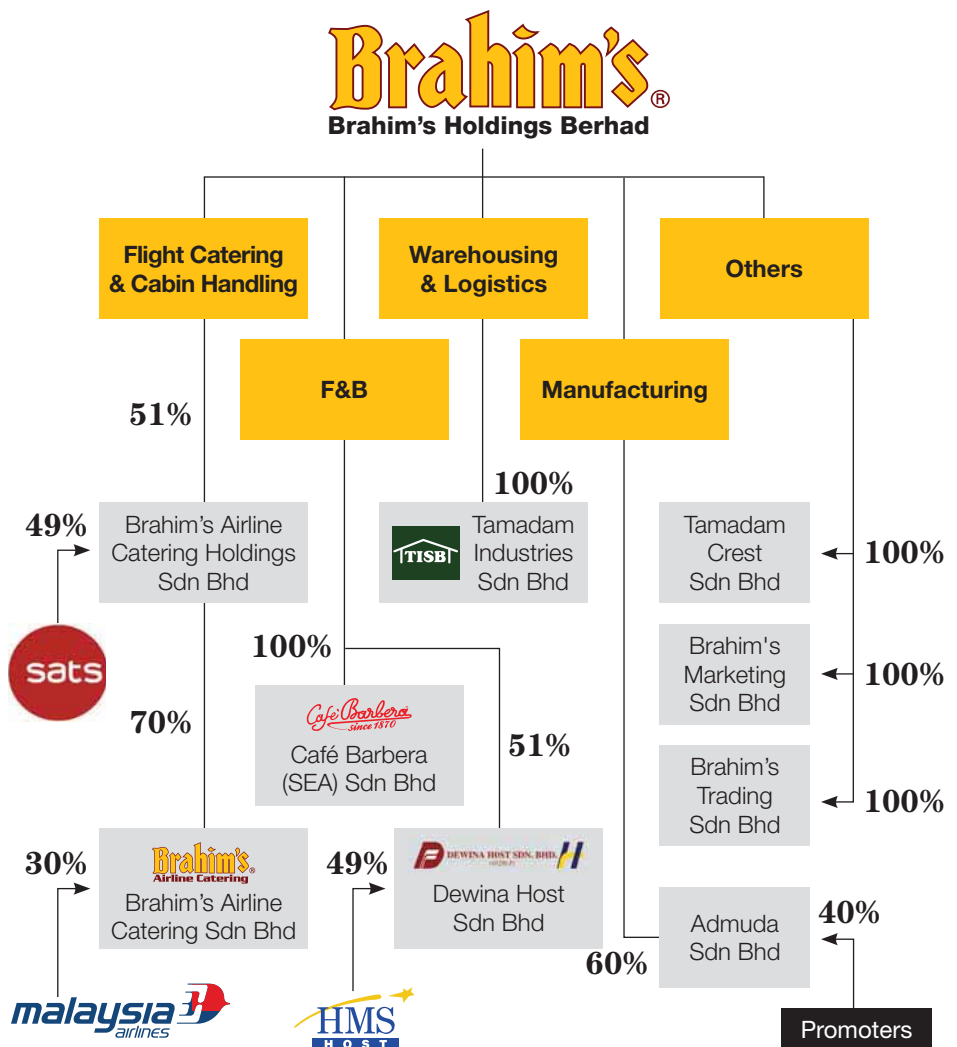 Brahim's®
Brahim's Holdings Berhad
Flight Catering
& Cabin Handling
Warehousing
& Logistics
Others
F&B
Manufacturing
51%
49%
Brahim's Airline
Catering Holdings
Sdn Bhd
100%
TISB
Tamadam
Industries
Sdn Bhd
Tamadam
Crest
Sdn Bhd
100%
sats
70%
100%
Café Barbera
since 1870
Café Barbera
(SEA) Sdn Bhd
51%
Brahim's
Marketing
Sdn Bhd
100%
Brahim's
Trading
Sdn Bhd
100%
30%
Brahim's®
Airline Catering
Brahim's Airline
Catering Sdn Bhd
49%
DEWINA HOST SDN. BHD.
Dewina Host
Sdn Bhd
60%
Admuda
Sdn Bhd
40%
malaysia
airlines
HMS
HOST
Promoters